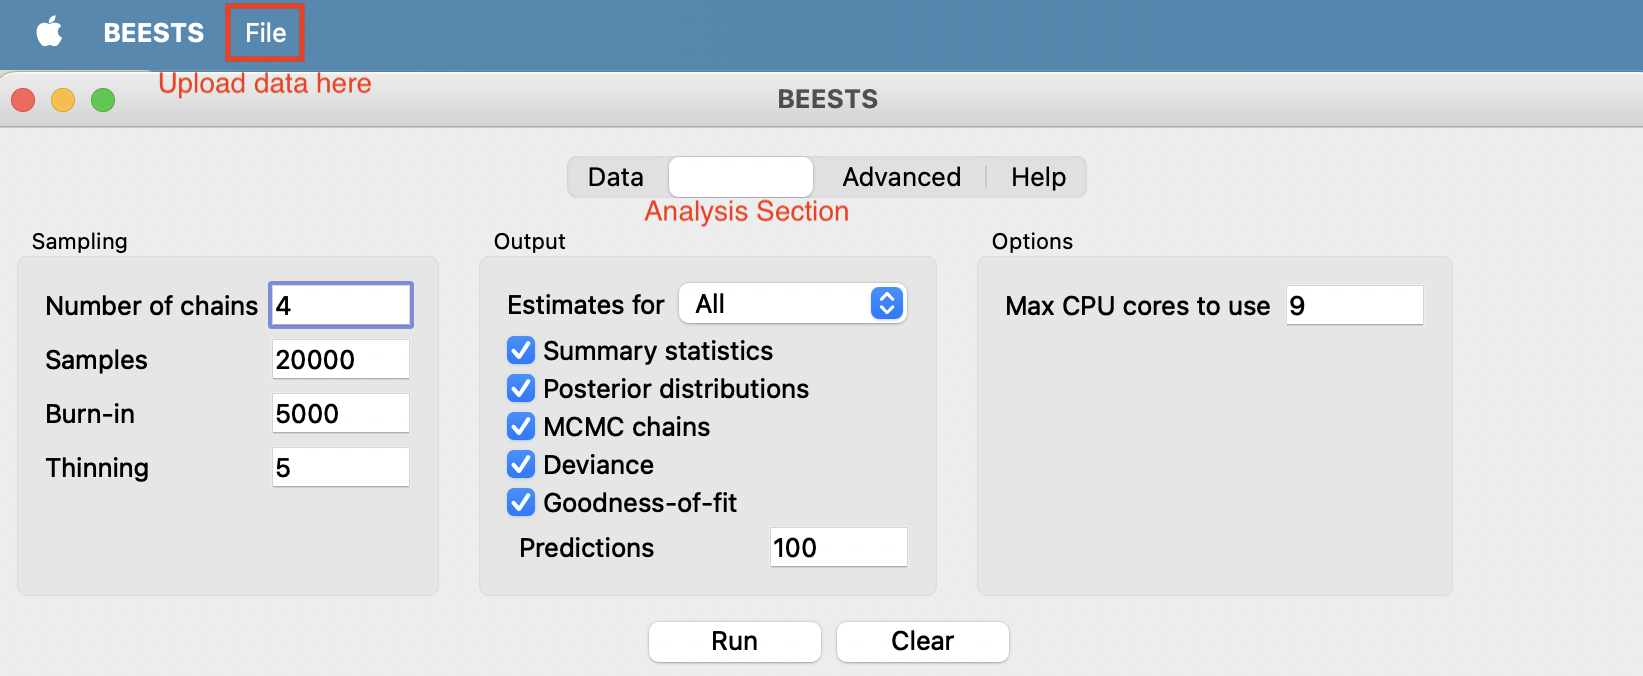 BEESTS File
Upload data here
BEESTS
Data Advanced Help
Analysis Section
Sampling
Number of chains 4
Samples 20000
Burn-in 5000
Thinning 5
Output
Estimates for All
Summary statistics
Posterior distributions
MCMC chains
Deviance
Goodness-of-fit
Predictions 100
Options
Max CPU cores to use 9
Run Clear